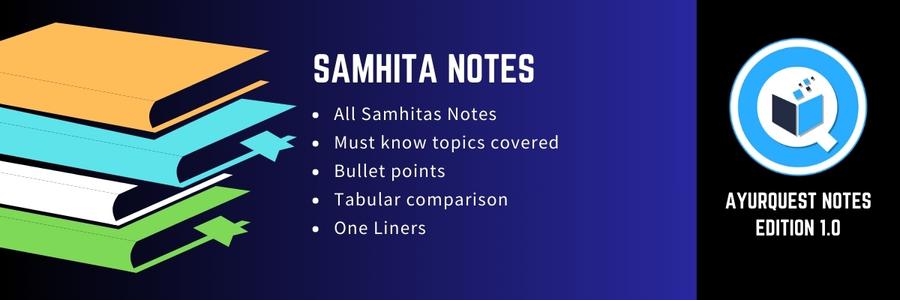 SAMHITA NOTES
• All Samhitas Notes
• Must know topics covered
• Bullet points
• Tabular comparison
• One Liners
AYURQUEST NOTES
EDITION 1.0